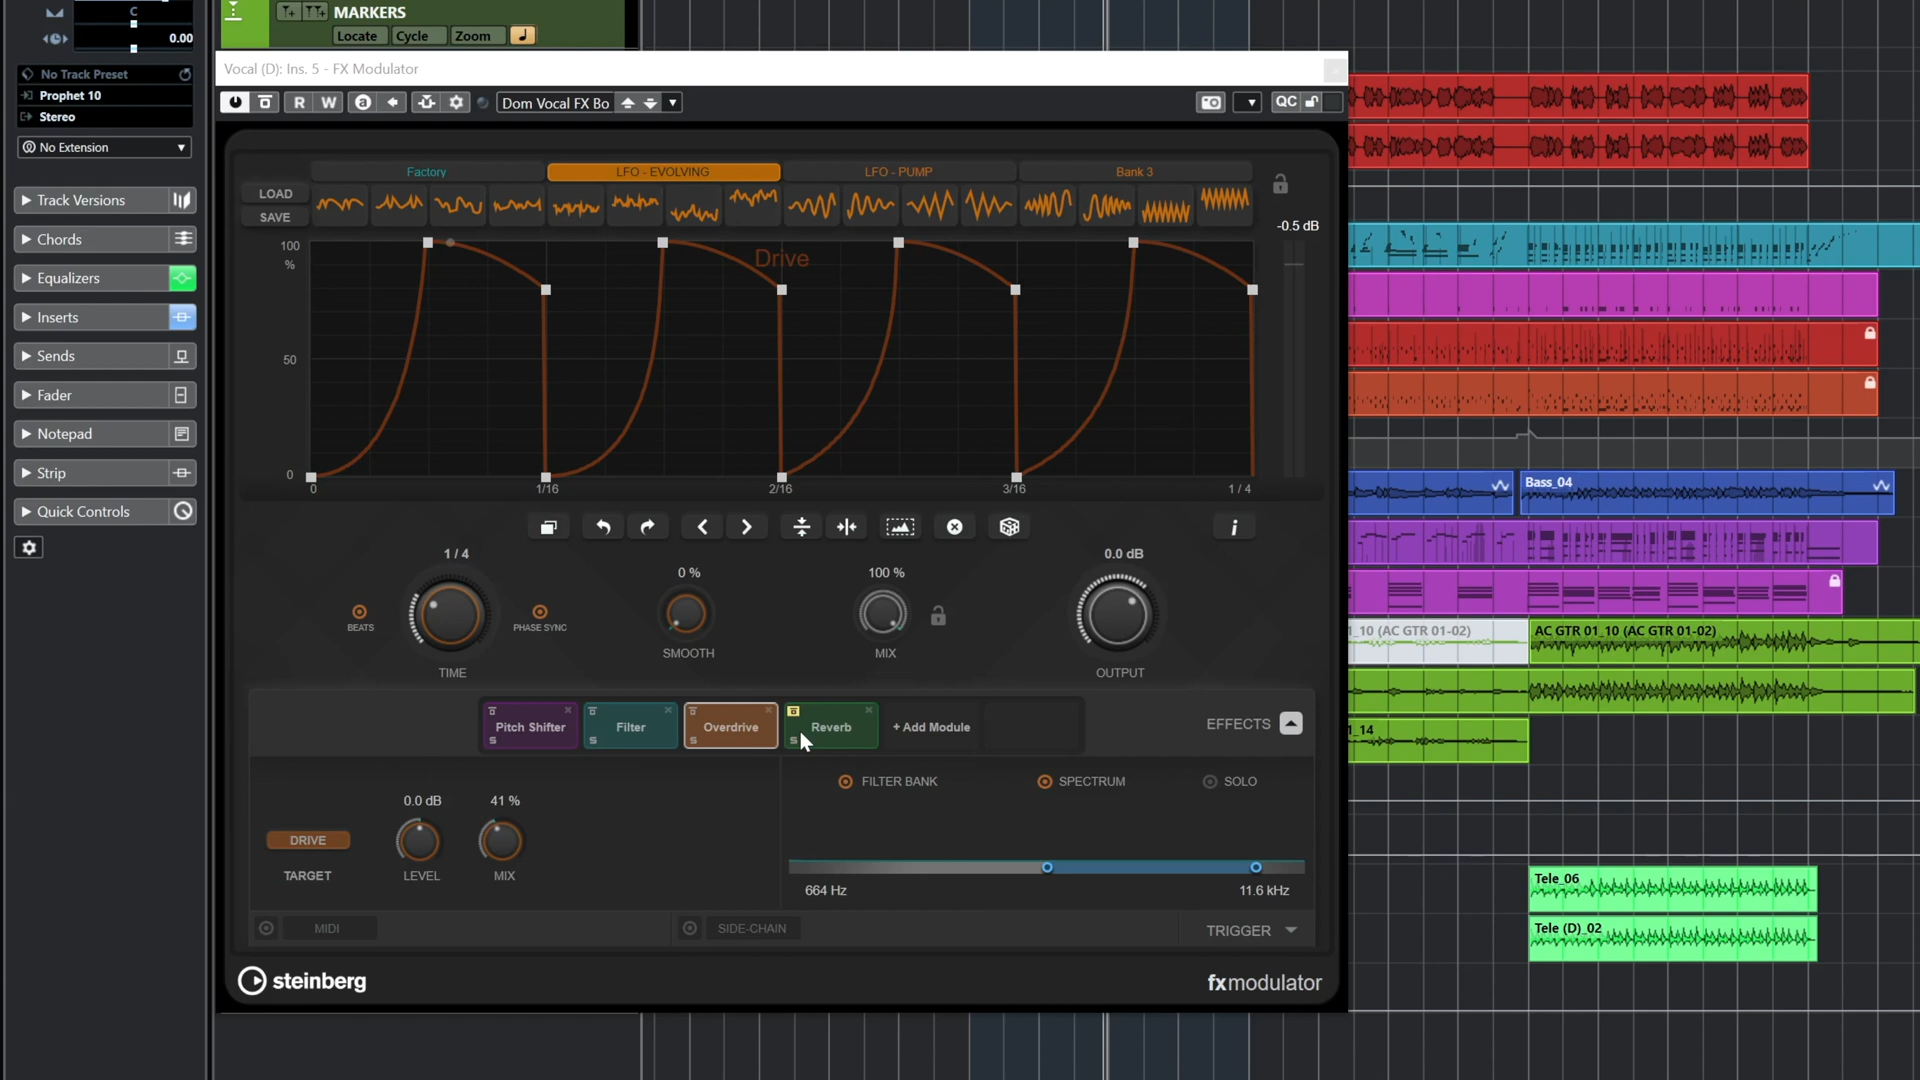 C
0.00
No Track Preset
Prophet 10
Stereo
No Extension
Track Versions
Chords
Equalizers
Inserts
Sends
Fader
Notepad
Strip
Quick Controls
MARKERS
Locate Cycle Zoom
Vocal (D): Ins. 5 - FX Modulator
R W a Dom Vocal FX Bo QC
Factory LFO - EVOLVING LFO - PUMP Bank 3
LOAD
SAVE
-0.5 dB
100
%
50
0
Drive
0 1/16 2/16 3/16 1 / 4
i
1 / 4 0 % 100 % 0.0 dB
BEATS PHASE SYNC
TIME SMOOTH MIX OUTPUT
Pitch Shifter Filter Overdrive Reverb + Add Module
S S S S
EFFECTS
FILTER BANK SPECTRUM SOLO
0.0 dB 41 %
DRIVE
TARGET LEVEL MIX
664 Hz 11.6 kHz
MIDI SIDE-CHAIN TRIGGER
steinberg
fxmodulator
Bass_04
1_10 (AC GTR 01-02) AC GTR 01_10 (AC GTR 01-02)
1_14
Tele_06
Tele (D)_02